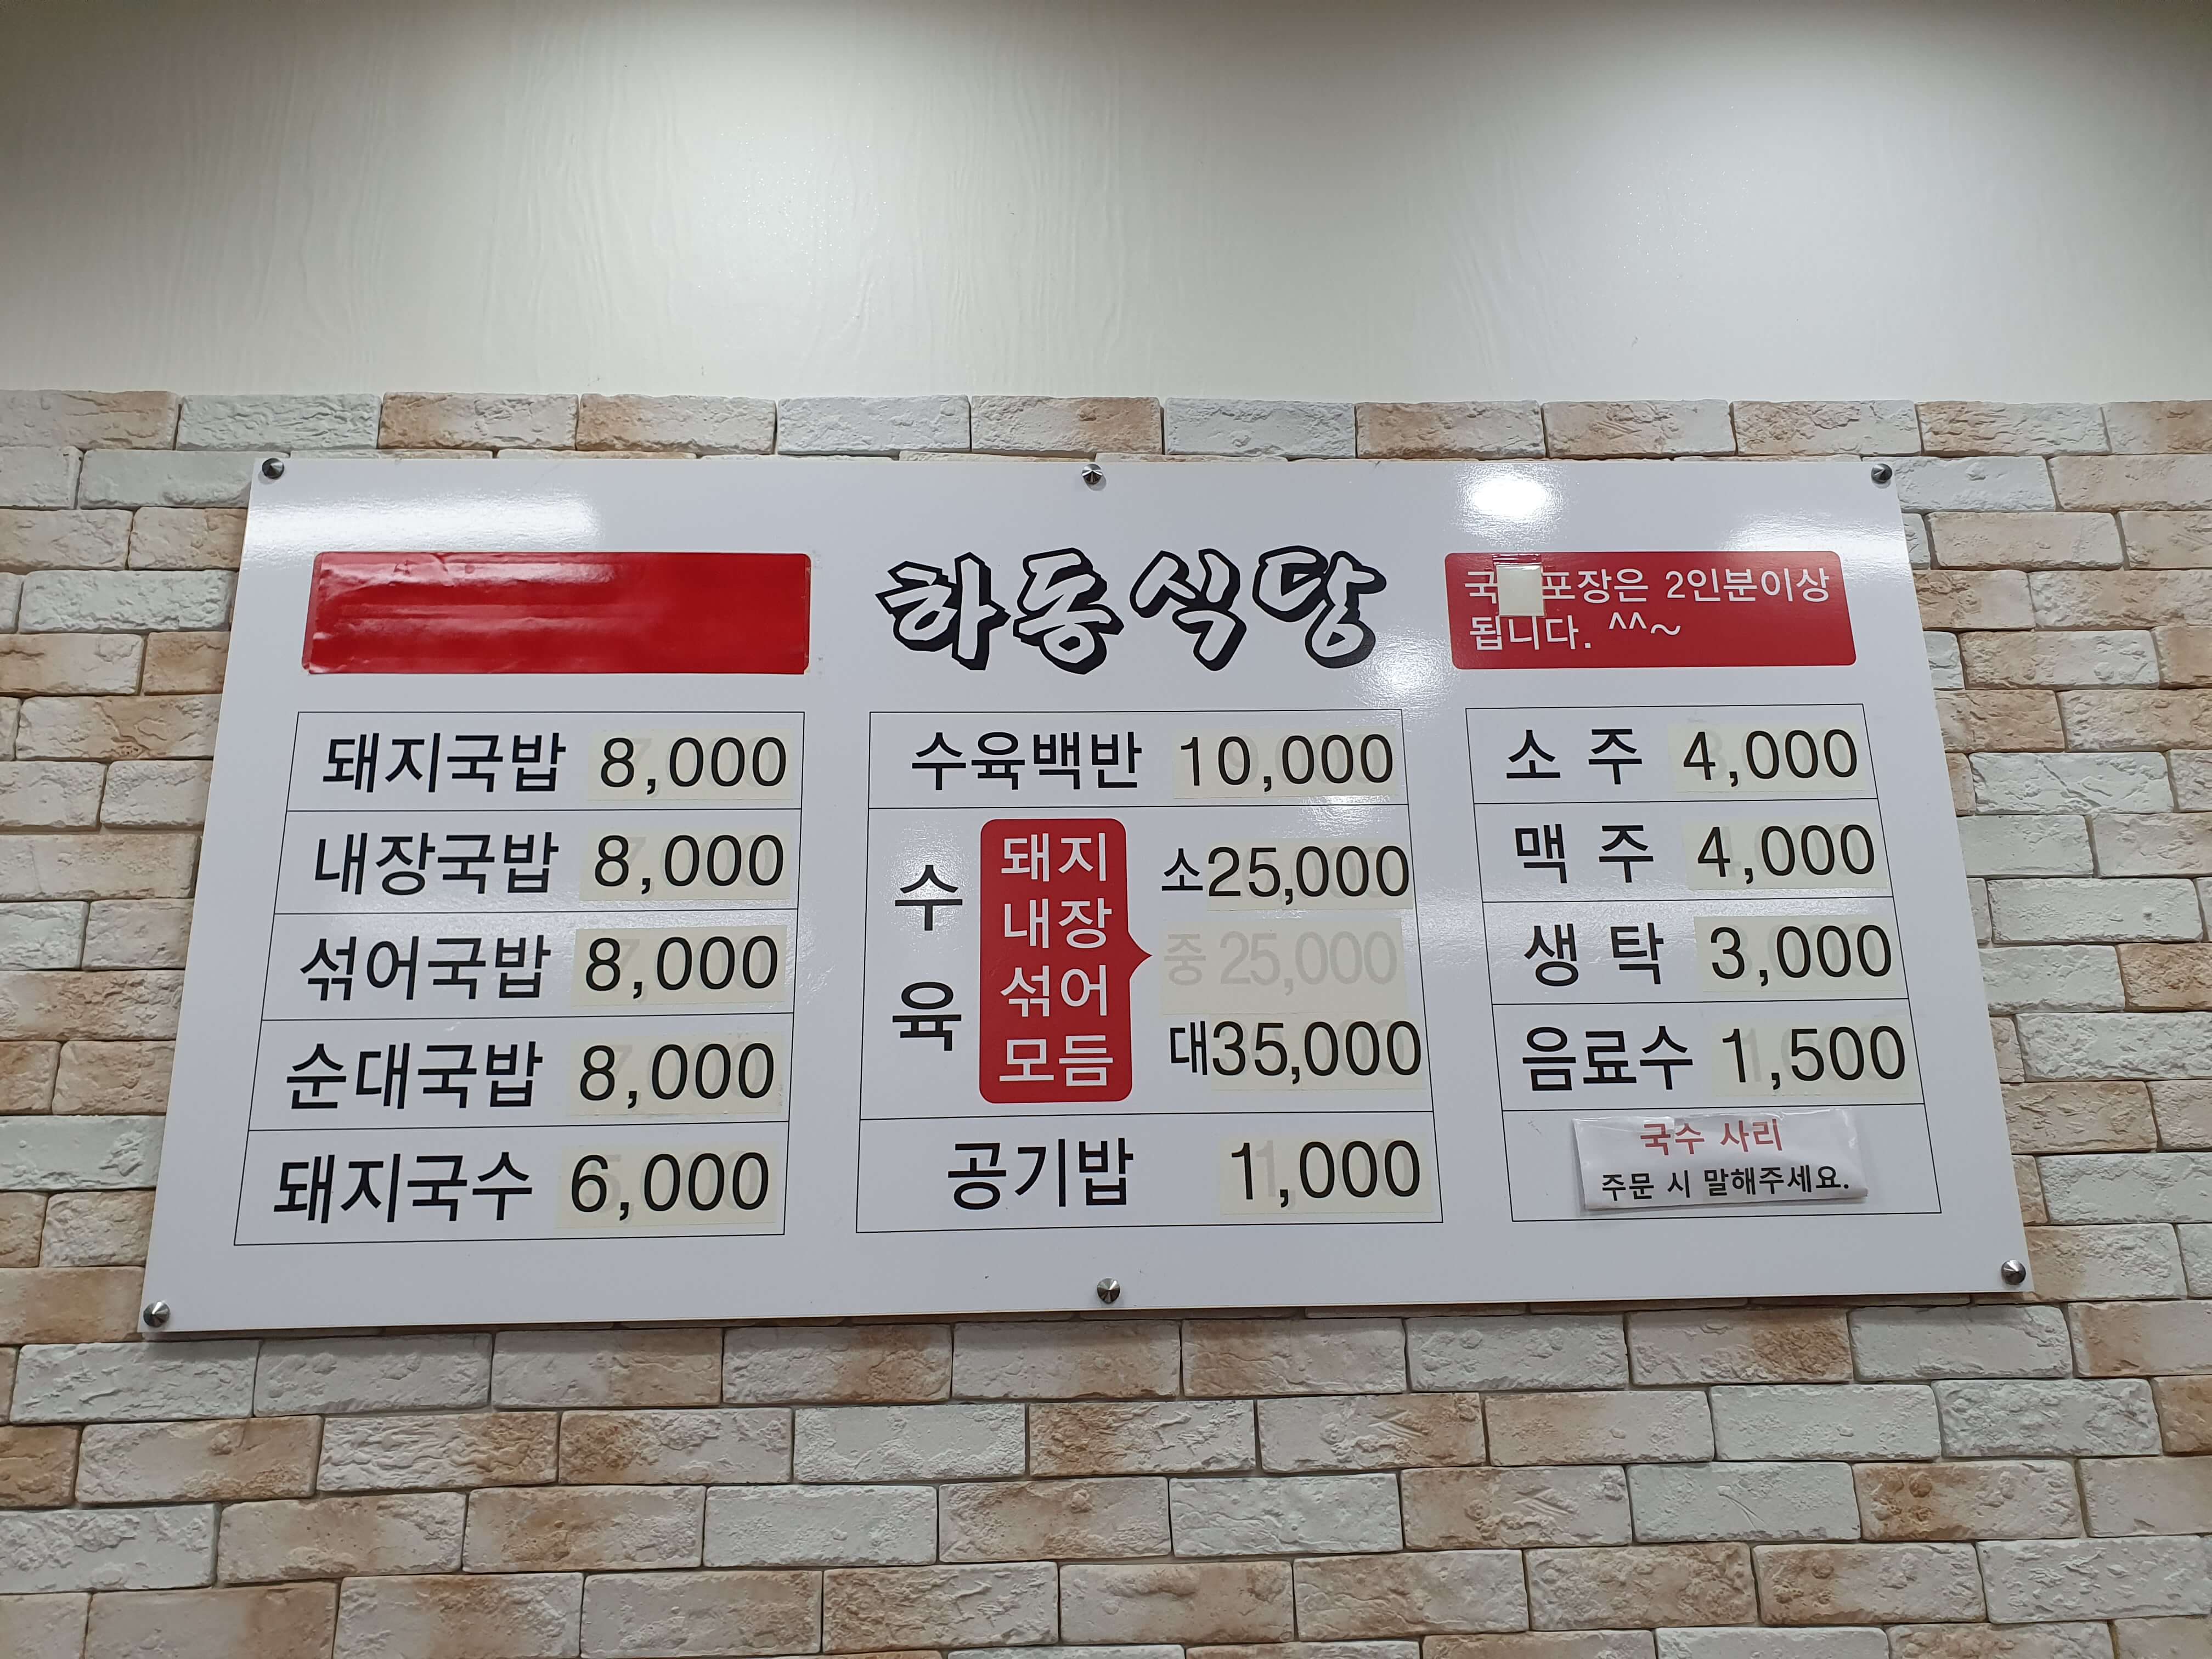 하동식당
국 포장은 2인분이상
됩니다. ^^~
돼지국밥 8,000
내장국밥 8,000
섞어국밥 8,000
순대국밥 8,000
돼지국수 6,000
수육백반 10,000
수육
돼지
내장
섞어
모듬
소25,000
중 25,000
대35,000
공기밥 1,000
소 주 4,000
맥 주 4,000
생 탁 3,000
음료수 1,500
국수 사리
주문 시 말해주세요.